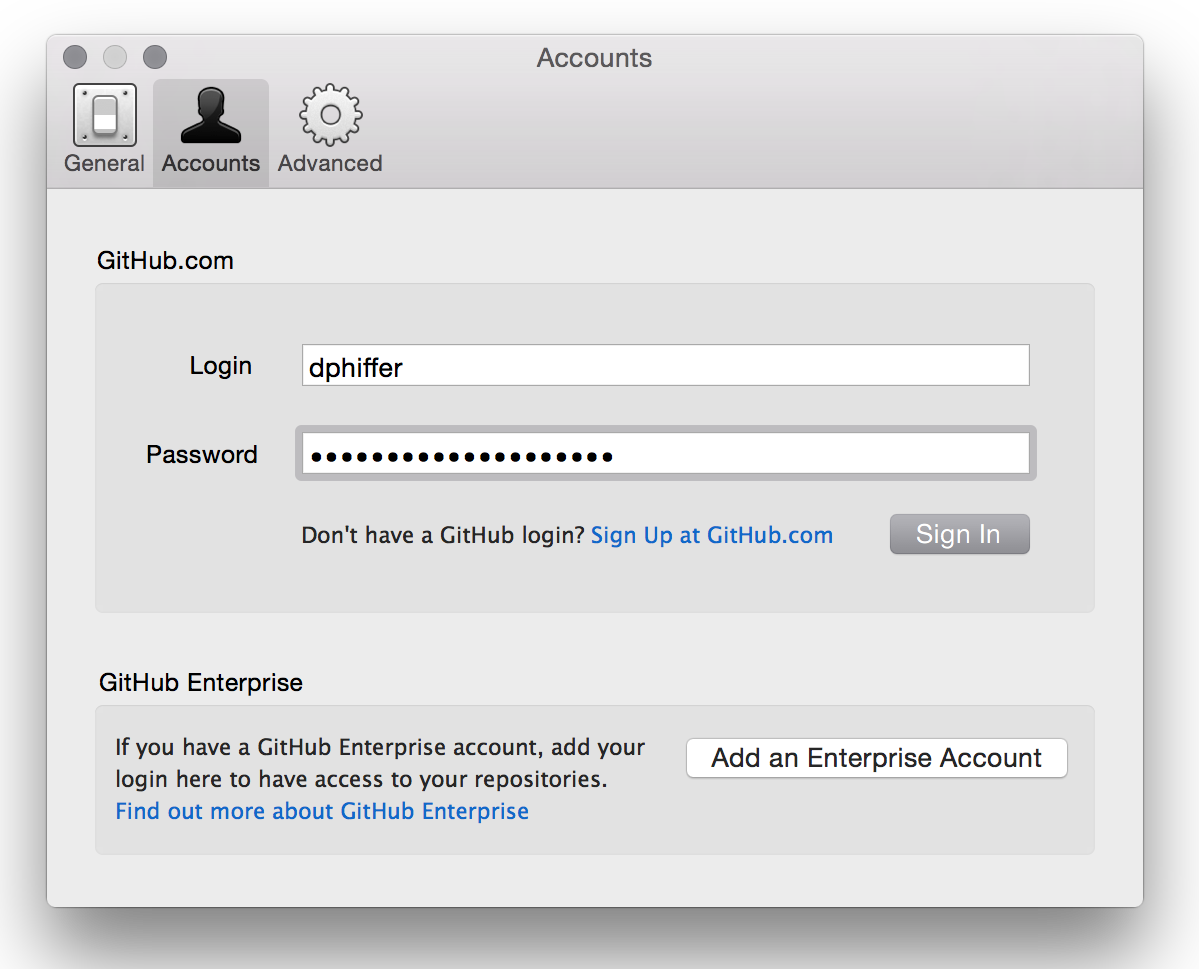 Accounts
General Accounts Advanced
GitHub.com
Login dphiffer
Password ••••••••••••••••••••
Don't have a GitHub login? Sign Up at GitHub.com Sign In
GitHub Enterprise
If you have a GitHub Enterprise account, add your
login here to have access to your repositories.
Find out more about GitHub Enterprise
Add an Enterprise Account